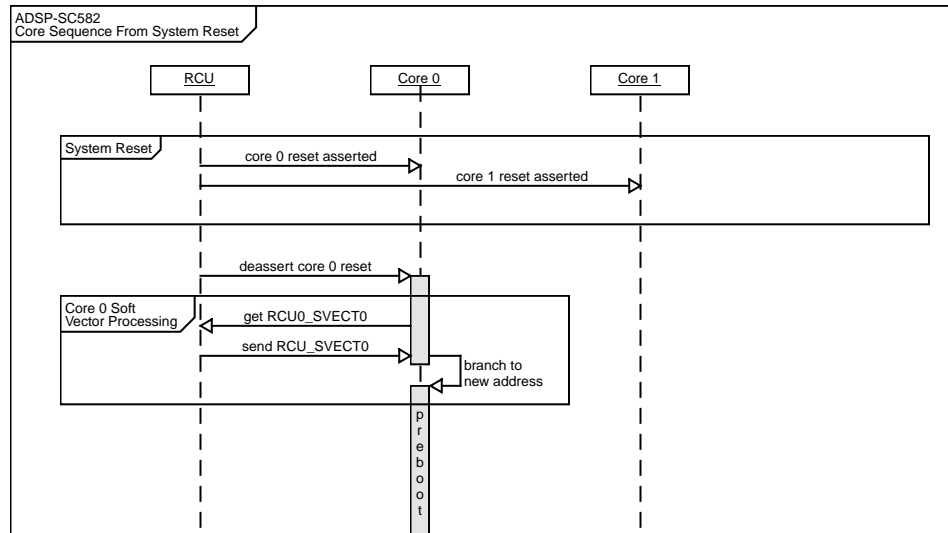 ADSP-SC582
Core Sequence From System Reset
RCU
Core 0
Core 1
System Reset
core 0 reset asserted
core 1 reset asserted
deassert core 0 reset
Core 0 Soft
Vector Processing
get RCU0_SVECT0
send RCU_SVECT0
branch to
new address
preboot